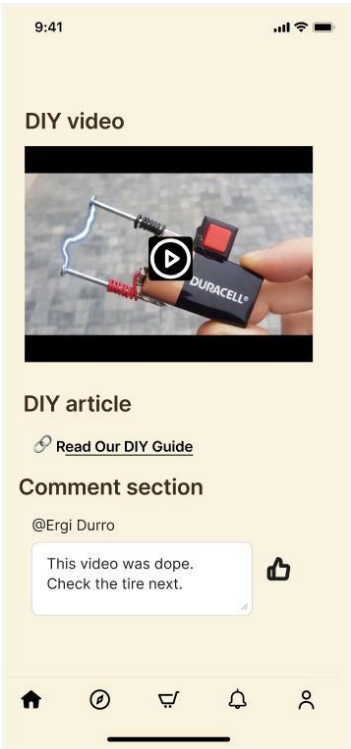 9:41
DIY video
DURACELL®
DIY article
Read Our DIY Guide
Comment section
@Ergi Durro
This video was dope.
Check the tire next.